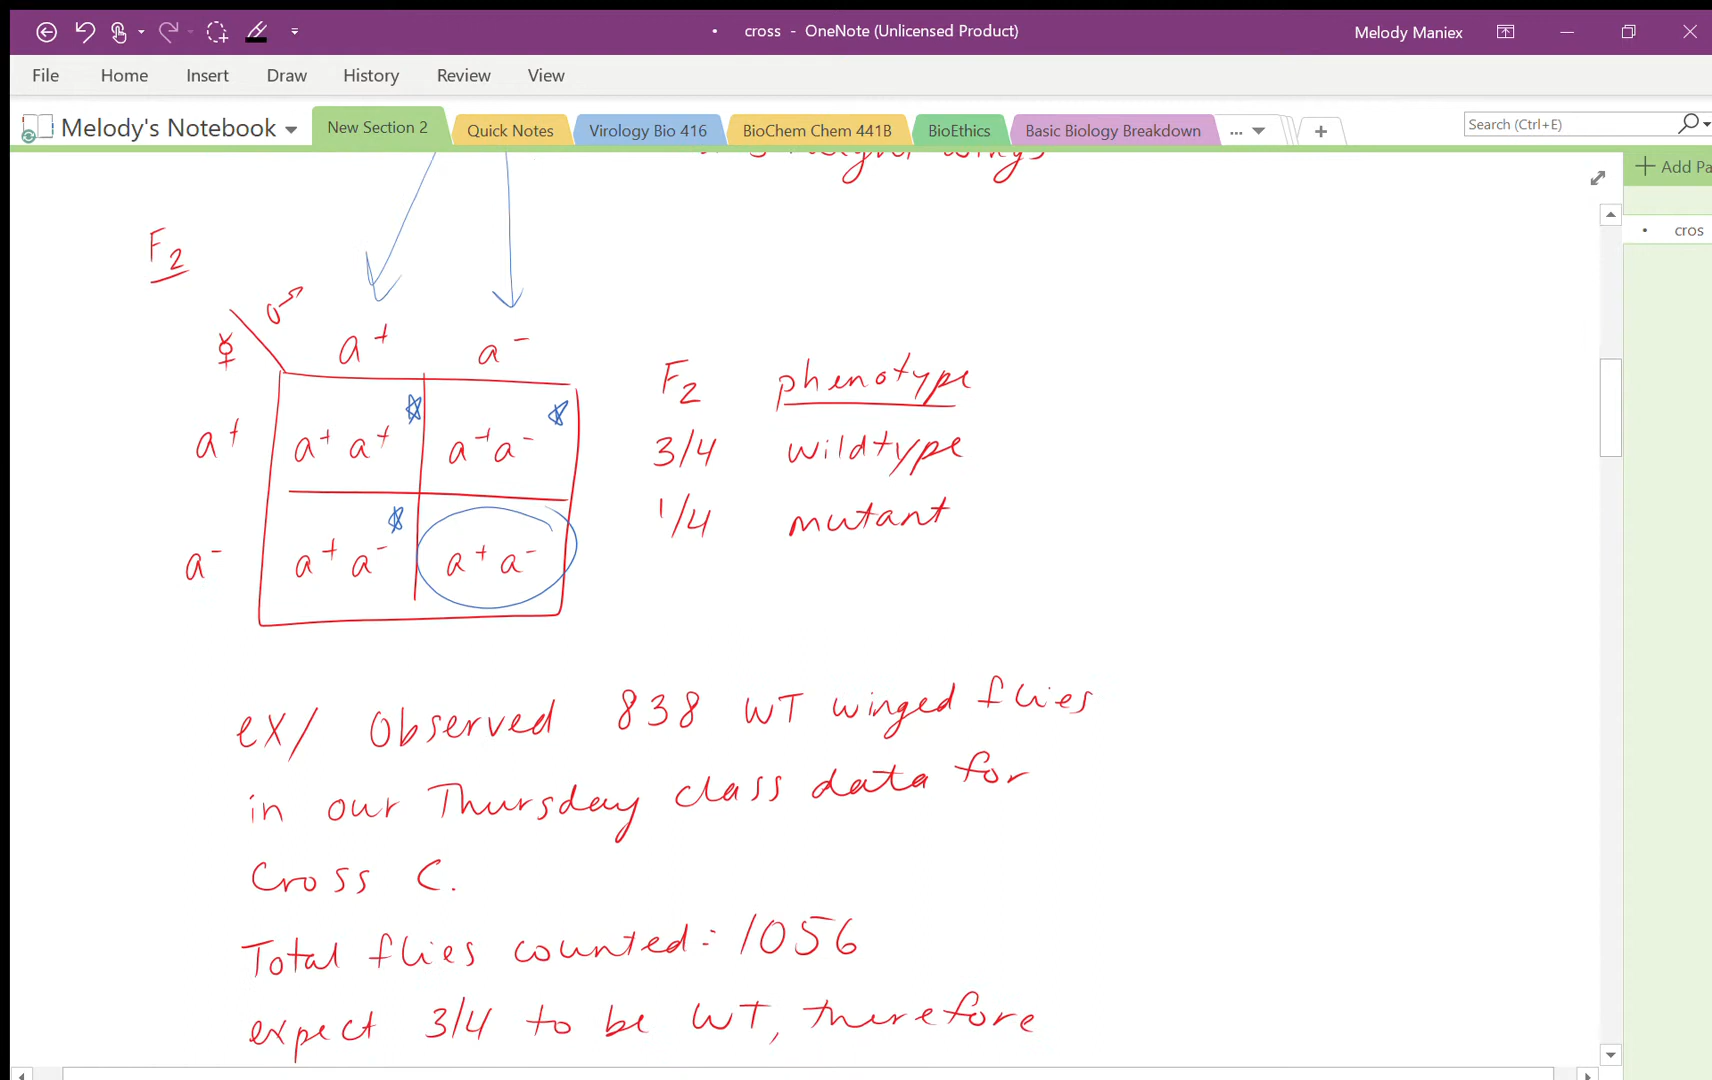 cross - OneNote (Unlicensed Product)
Melody Maniex
File Home Insert Draw History Review View
Melody's Notebook
New Section 2
Quick Notes
Virology Bio 416
BioChem Chem 441B
BioEthics
Basic Biology Breakdown
...
Search (Ctrl+E)
Add Pa
cros
wings
F2
♂
♀
a+ a-
a+ a+ a+ a+ a-
a- a+ a- a+ a-
F2 phenotype
3/4 wildtype
1/4 mutant
ex/ Observed 838 WT winged flies
in our Thursday class data for
Cross C.
Total flies counted: 1056
expect 3/4 to be WT, therefore